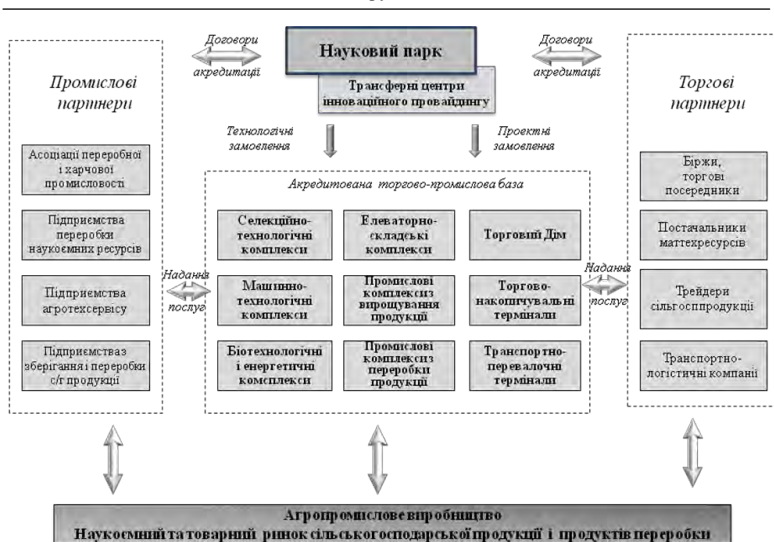 Договори
акредитації
Науковий парк
Договори
акредитації
Трансферні центри
інноваційного провайдингу
Промислові
партнери
Торгові
партнери
Технологічні
замовлення
Проектні
замовлення
Асоціації переробної
і харчової
промисловості
Підприємства
переробки
наукоємних ресурсів
Підприємства
агротехсервісу
Підприємстваз
зберігання і переробки
с/г продукції
Надання
послуг
Акредитована торгово-промислова база
Селекційно-
технологічні
комплекси
Елеваторно-
складські
комплекси
Торговий Дім
Машинно-
технологічні
комплекси
Промислові
комплекси з
вирощування
продукції
Торгово-
накопичувальні
термінали
Біотехнологічні
і енергетичні
комплекси
Промислові
комплекси з
переробки
продукції
Транспортно-
перевалочні
термінали
Надання
послуг
Біржи,
торгові
посередники
Постачальники
маттехресурсів
Трейдери
сільгосппродукції
Транспортно-
логістичні компанії
Агропромислове виробництво
Наукоємний та товарний ринок сільськогосподарської продукції і продуктів переробки